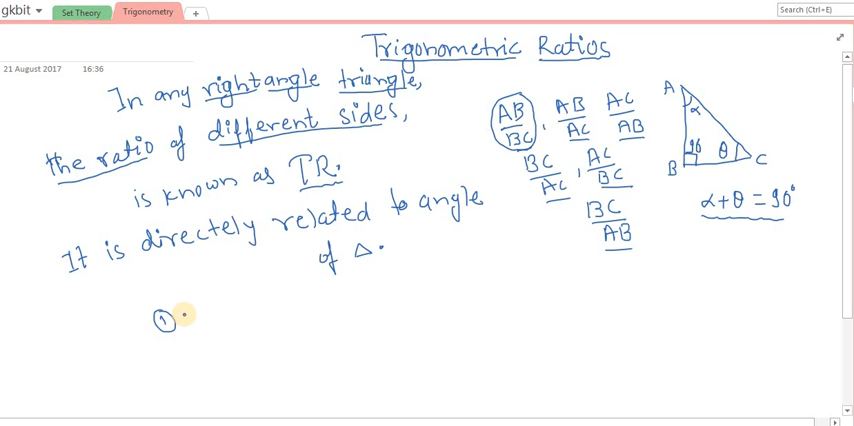 gkbit
Set Theory
Trigonometry
+
Search (Ctrl+E)
Trigonometric Ratios
21 August 2017 16:36
In any rightangle triangle,
the ratio of different sides,
is known as TR.
It is directely related to angle
of Δ.
①
AB/BC, AB/AC AC/AB
BC/AC, AC/BC
BC/AB
A
α
90 θ
B C
α+θ=90°